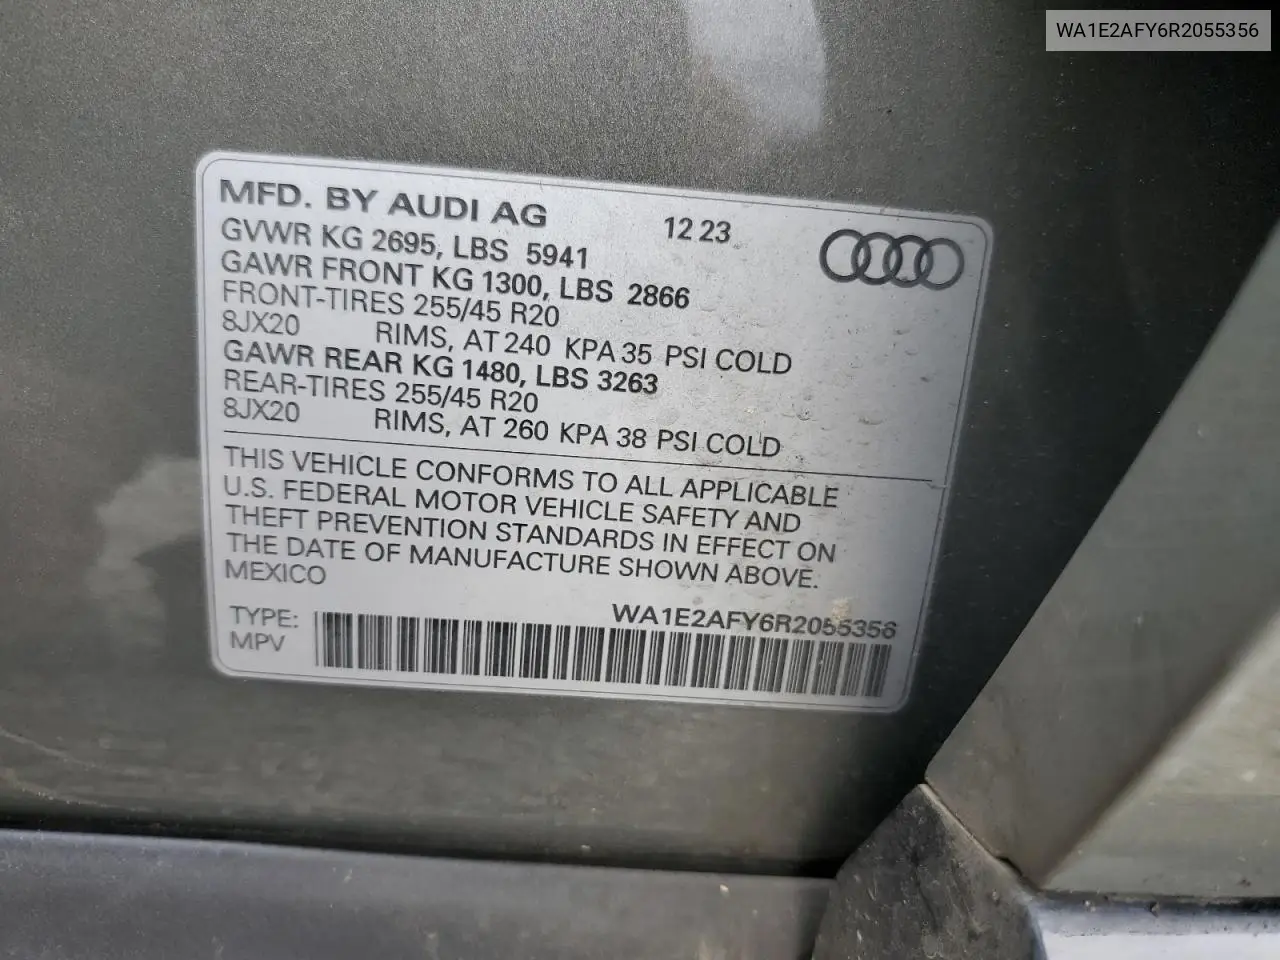 WA1E2AFY6R2055356
MFD. BY AUDI AG 12 23
GVWR KG 2695, LBS 5941
GAWR FRONT KG 1300, LBS 2866
FRONT-TIRES 255/45 R20
8JX20 RIMS, AT 240 KPA 35 PSI COLD
GAWR REAR KG 1480, LBS 3263
REAR-TIRES 255/45 R20
8JX20 RIMS, AT 260 KPA 38 PSI COLD
THIS VEHICLE CONFORMS TO ALL APPLICABLE
U.S. FEDERAL MOTOR VEHICLE SAFETY AND
THEFT PREVENTION STANDARDS IN EFFECT ON
THE DATE OF MANUFACTURE SHOWN ABOVE.
MEXICO
WA1E2AFY6R2055356
TYPE:
MPV